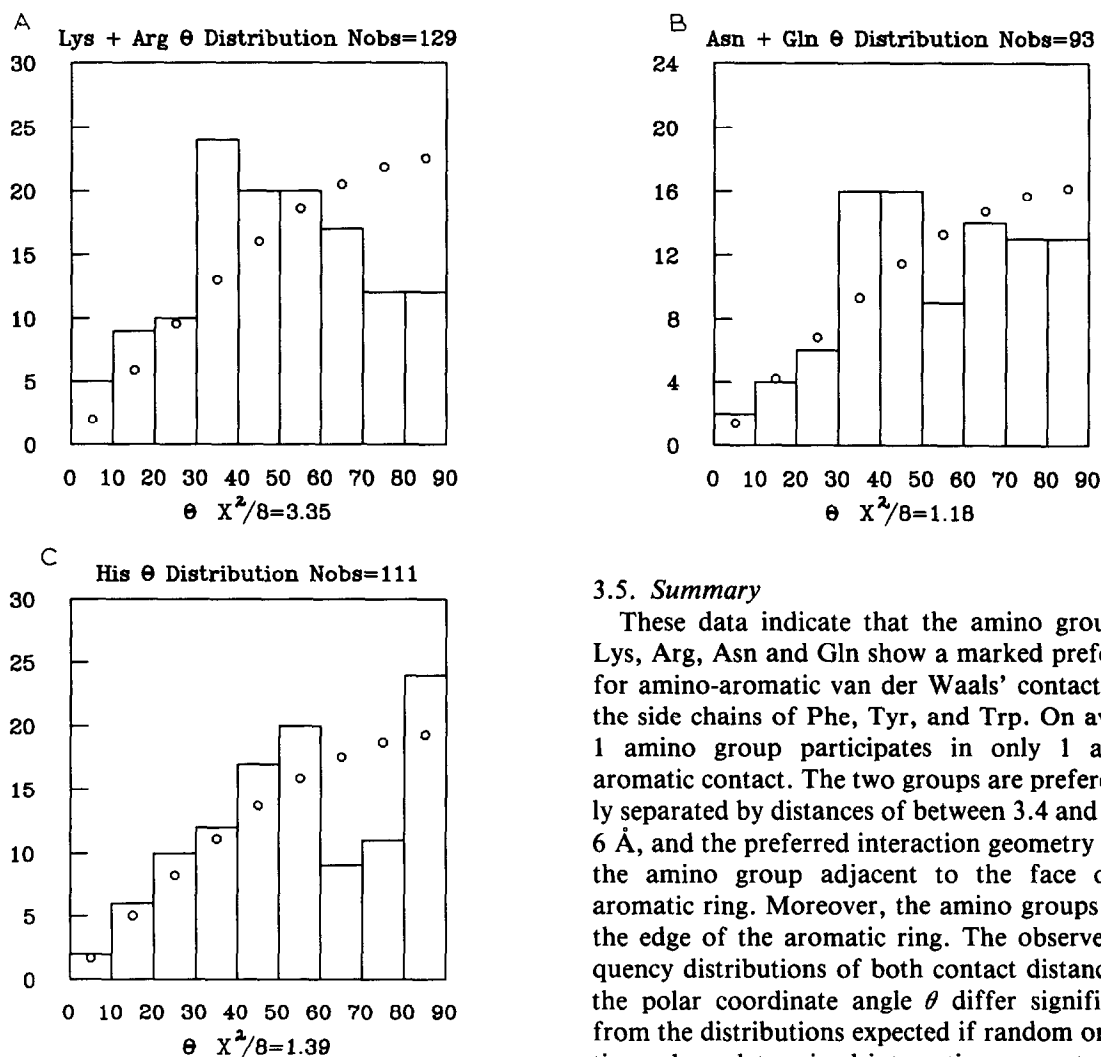 A
Lys + Arg Θ Distribution Nobs=129
30
25
20
15
10
5
0
0 10 20 30 40 50 60 70 80 90
Θ X²/8=3.35
B
Asn + Gln Θ Distribution Nobs=93
24
20
16
12
8
4
0
0 10 20 30 40 50 60 70 80 90
Θ X²/8=1.18
C
His Θ Distribution Nobs=111
30
25
20
15
10
5
0
0 10 20 30 40 50 60 70 80 90
Θ X²/8=1.39
3.5. Summary
These data indicate that the amino grou
Lys, Arg, Asn and Gln show a marked prefe
for amino-aromatic van der Waals' contact
the side chains of Phe, Tyr, and Trp. On av
1 amino group participates in only 1 a
aromatic contact. The two groups are prefere
ly separated by distances of between 3.4 and
6 Å, and the preferred interaction geometry
the amino group adjacent to the face o
aromatic ring. Moreover, the amino groups
the edge of the aromatic ring. The observe
quency distributions of both contact distanc
the polar coordinate angle θ differ signifi
from the distributions expected if random or